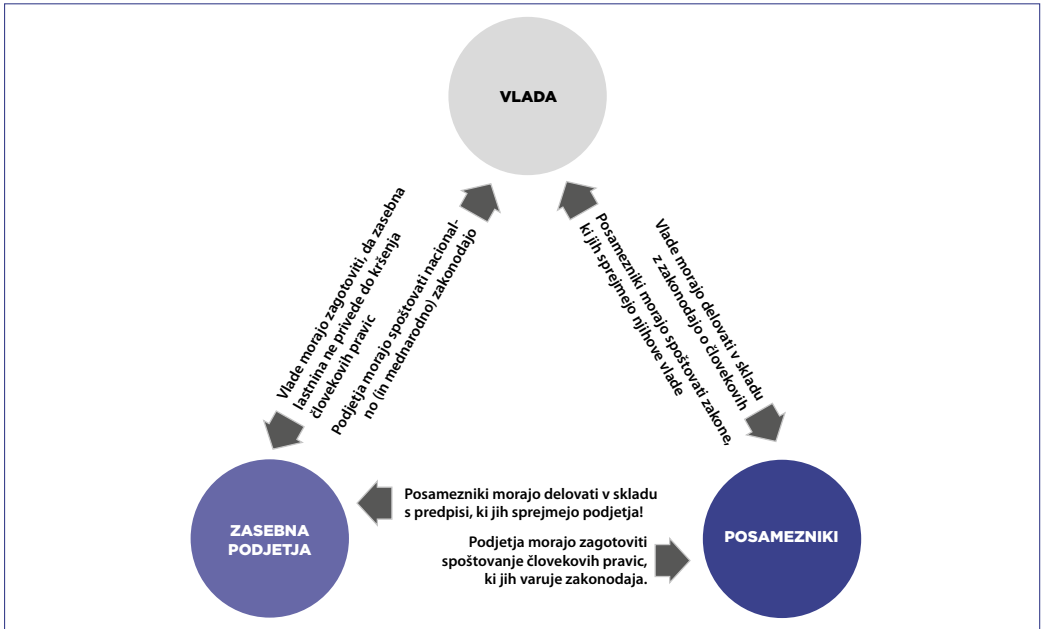 VLADA
Vlade morajo zagotoviti, da zasebna
lastnina ne privede do kršenja
človekovih pravic
Podjetja morajo spoštovati nacional-
no (in mednarodno) zakonodajo
Posamezniki morajo spoštovati zakone,
ki jih sprejmejo njihove vlade
Vlade morajo delovati v skladu
z zakonodajo o človekovih
Posamezniki morajo delovati v skladu
s predpisi, ki jih sprejmejo podjetja!
Podjetja morajo zagotoviti
spoštovanje človekovih pravic,
ki jih varuje zakonodaja.
ZASEBNA
PODJETJA
POSAMEZNIKI